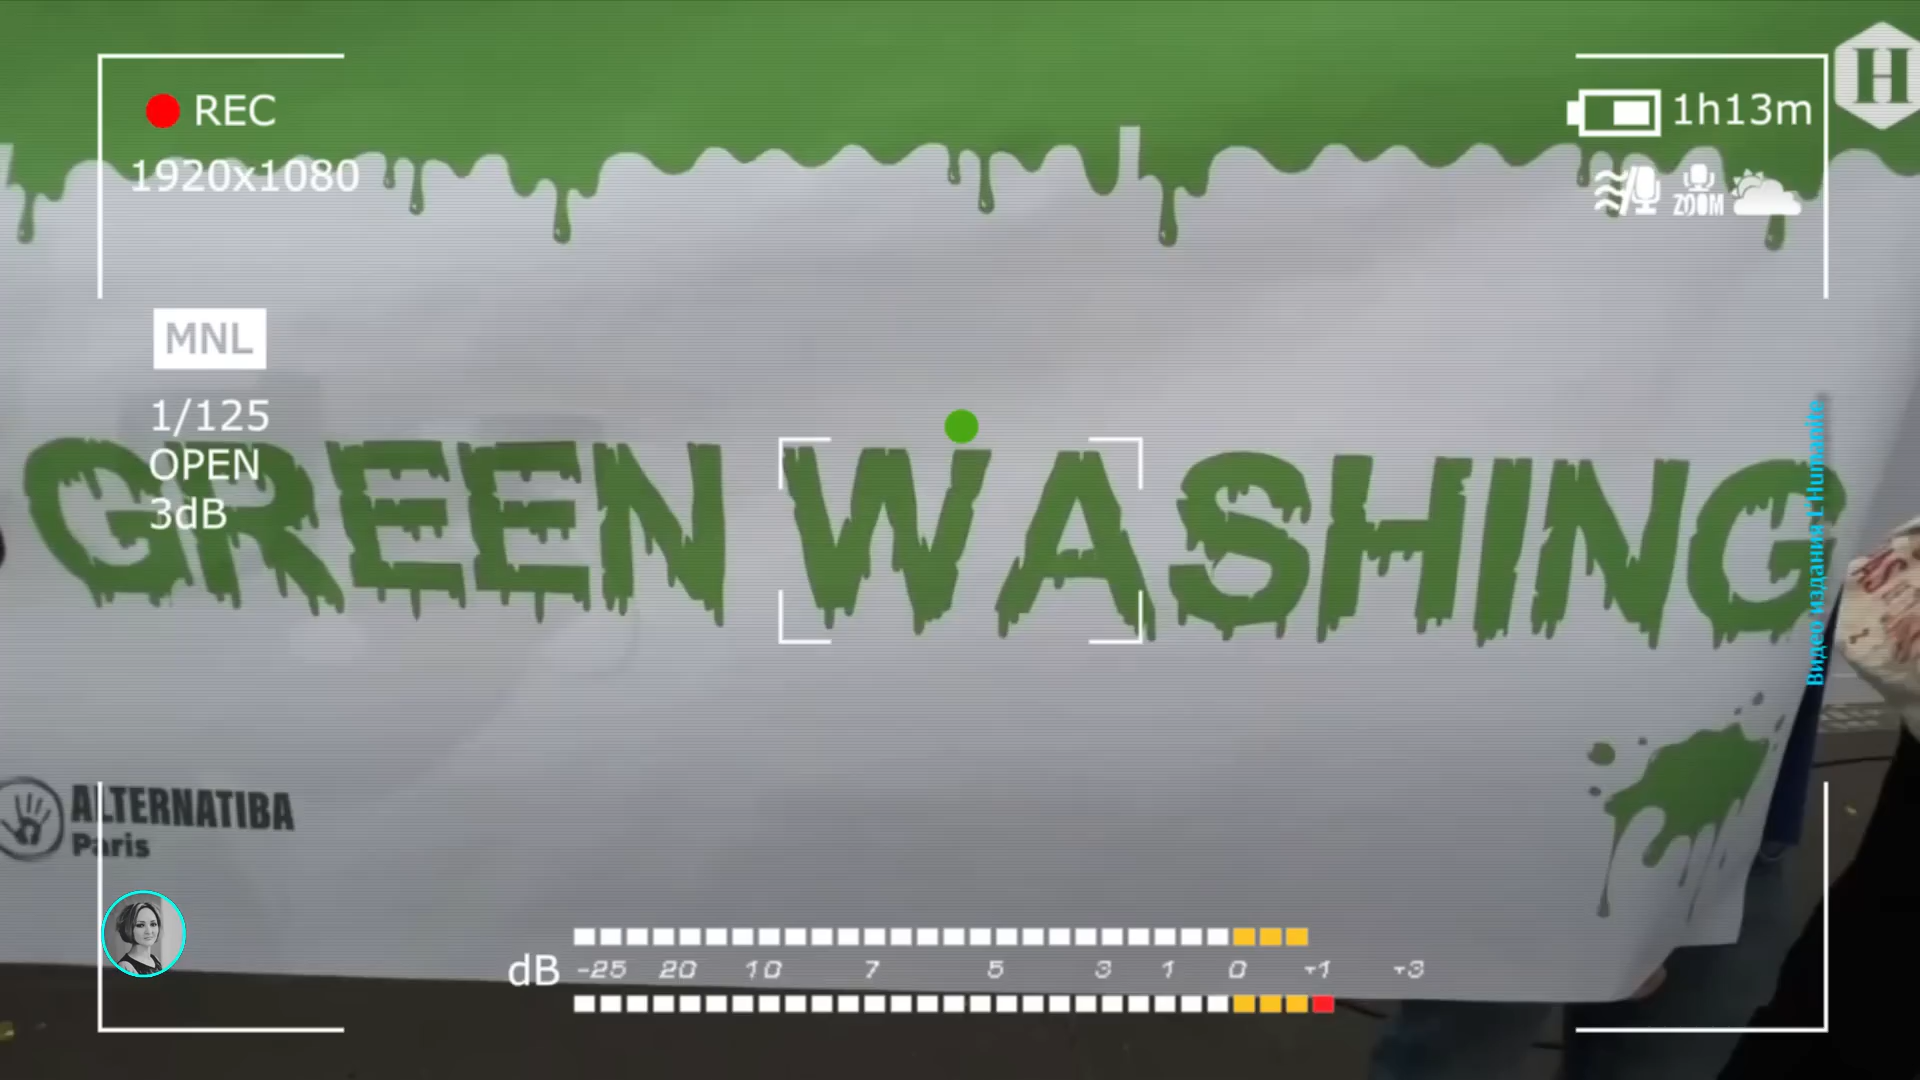 REC
1920x1080
1h13m
H
ZOOM
MNL
1/125
OPEN
3dB
GREEN WASHING
Видео издания L'Humanite
ALTERNATIBA
Paris
dB -25 20 10 7 5 3 1 0 +1 +3